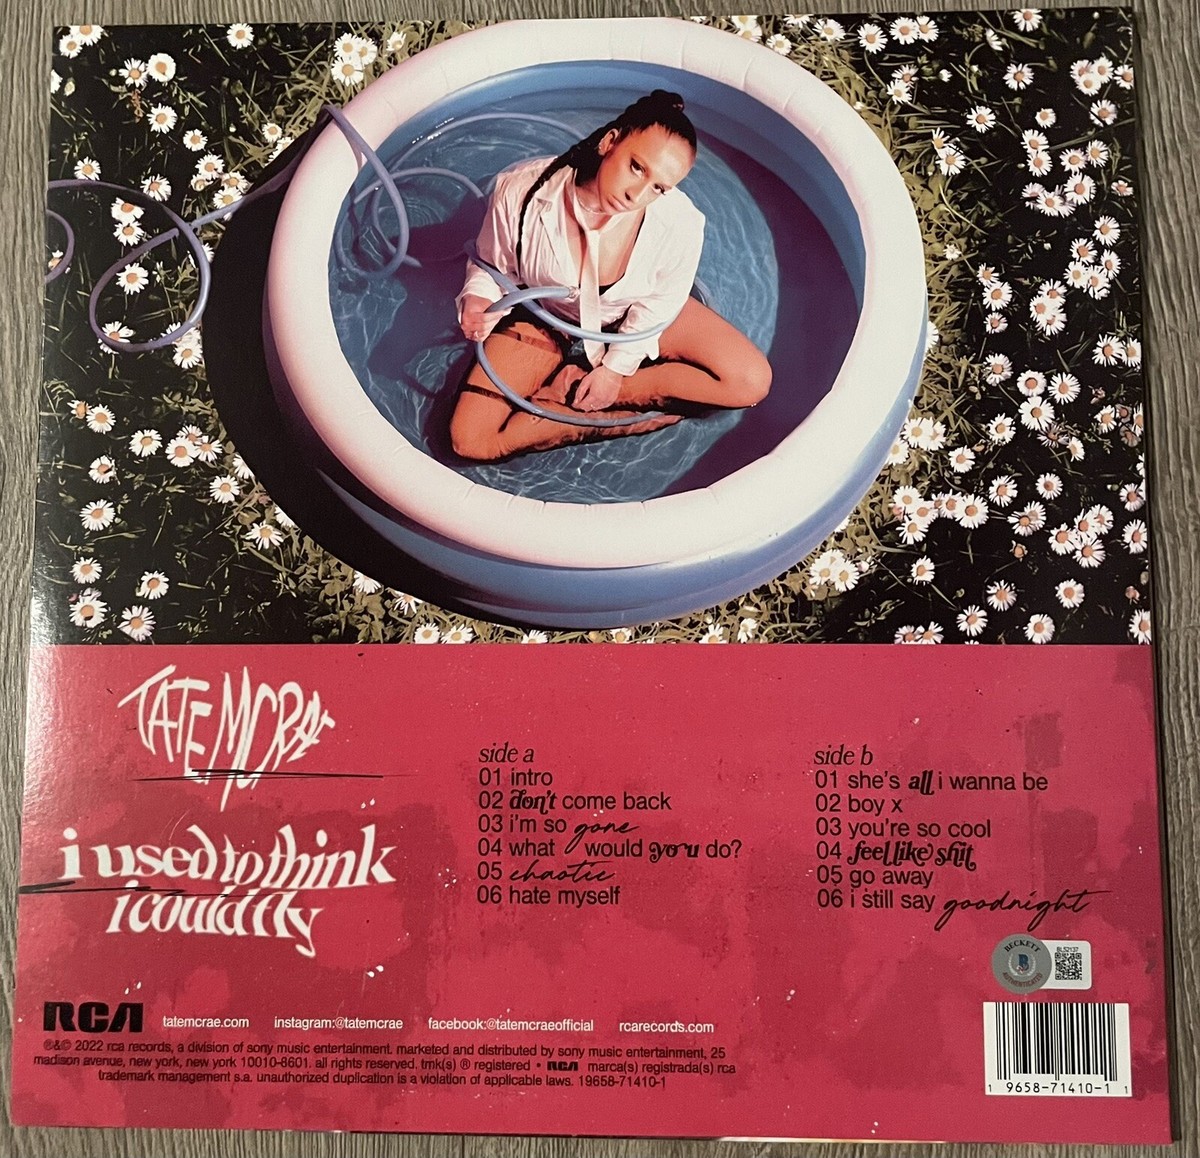 TATE MCRAE
i used to think
i could fly
side a
01 intro
02 don't come back
03 i'm so gone
04 what would you do?
05 chaotic
06 hate myself
side b
01 she's all i wanna be
02 boy x
03 you're so cool
04 feel like shit
05 go away
06 i still say goodnight
BECKETT
B
AUTHENTICATED
BL52137
RCA tatemcrae.com instagram:@tatemcrae facebook:@tatemcraeofficial rcarecords.com
℗&© 2022 rca records, a division of sony music entertainment. marketed and distributed by sony music entertainment, 25
madison avenue, new york, new york 10010-8601. all rights reserved. tmk(s) ® registered • RCA marca(s) registrada(s) rca
trademark management s.a. unauthorized duplication is a violation of applicable laws. 19658-71410-1
1 9658-71410-1 1